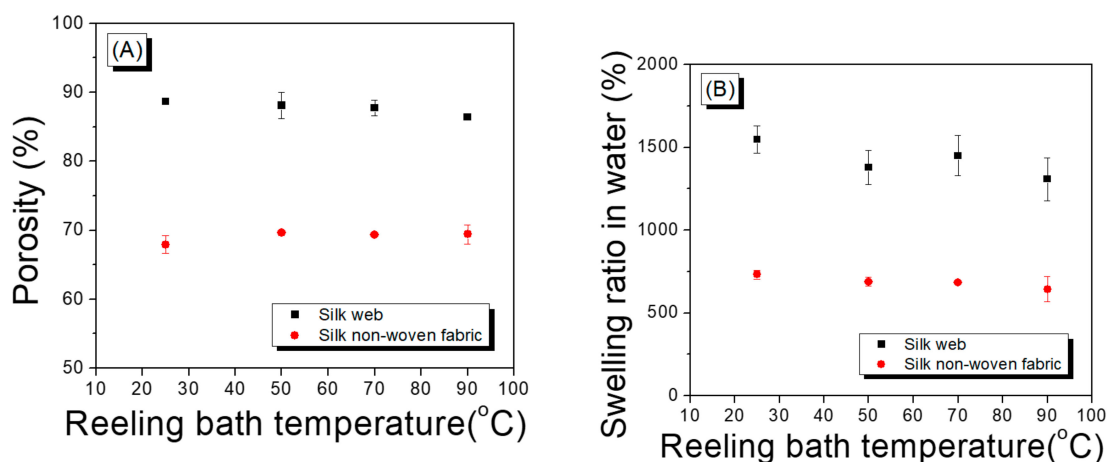 (A)
Porosity (%)
100
90
80
70
60
50
Silk web
Silk non-woven fabric
10 20 30 40 50 60 70 80 90 100
Reeling bath temperature(°C)
(B)
Swelling ratio in water (%)
2000
1500
1000
500
0
Silk web
Silk non-woven fabric
10 20 30 40 50 60 70 80 90 100
Reeling bath temperature(°C)